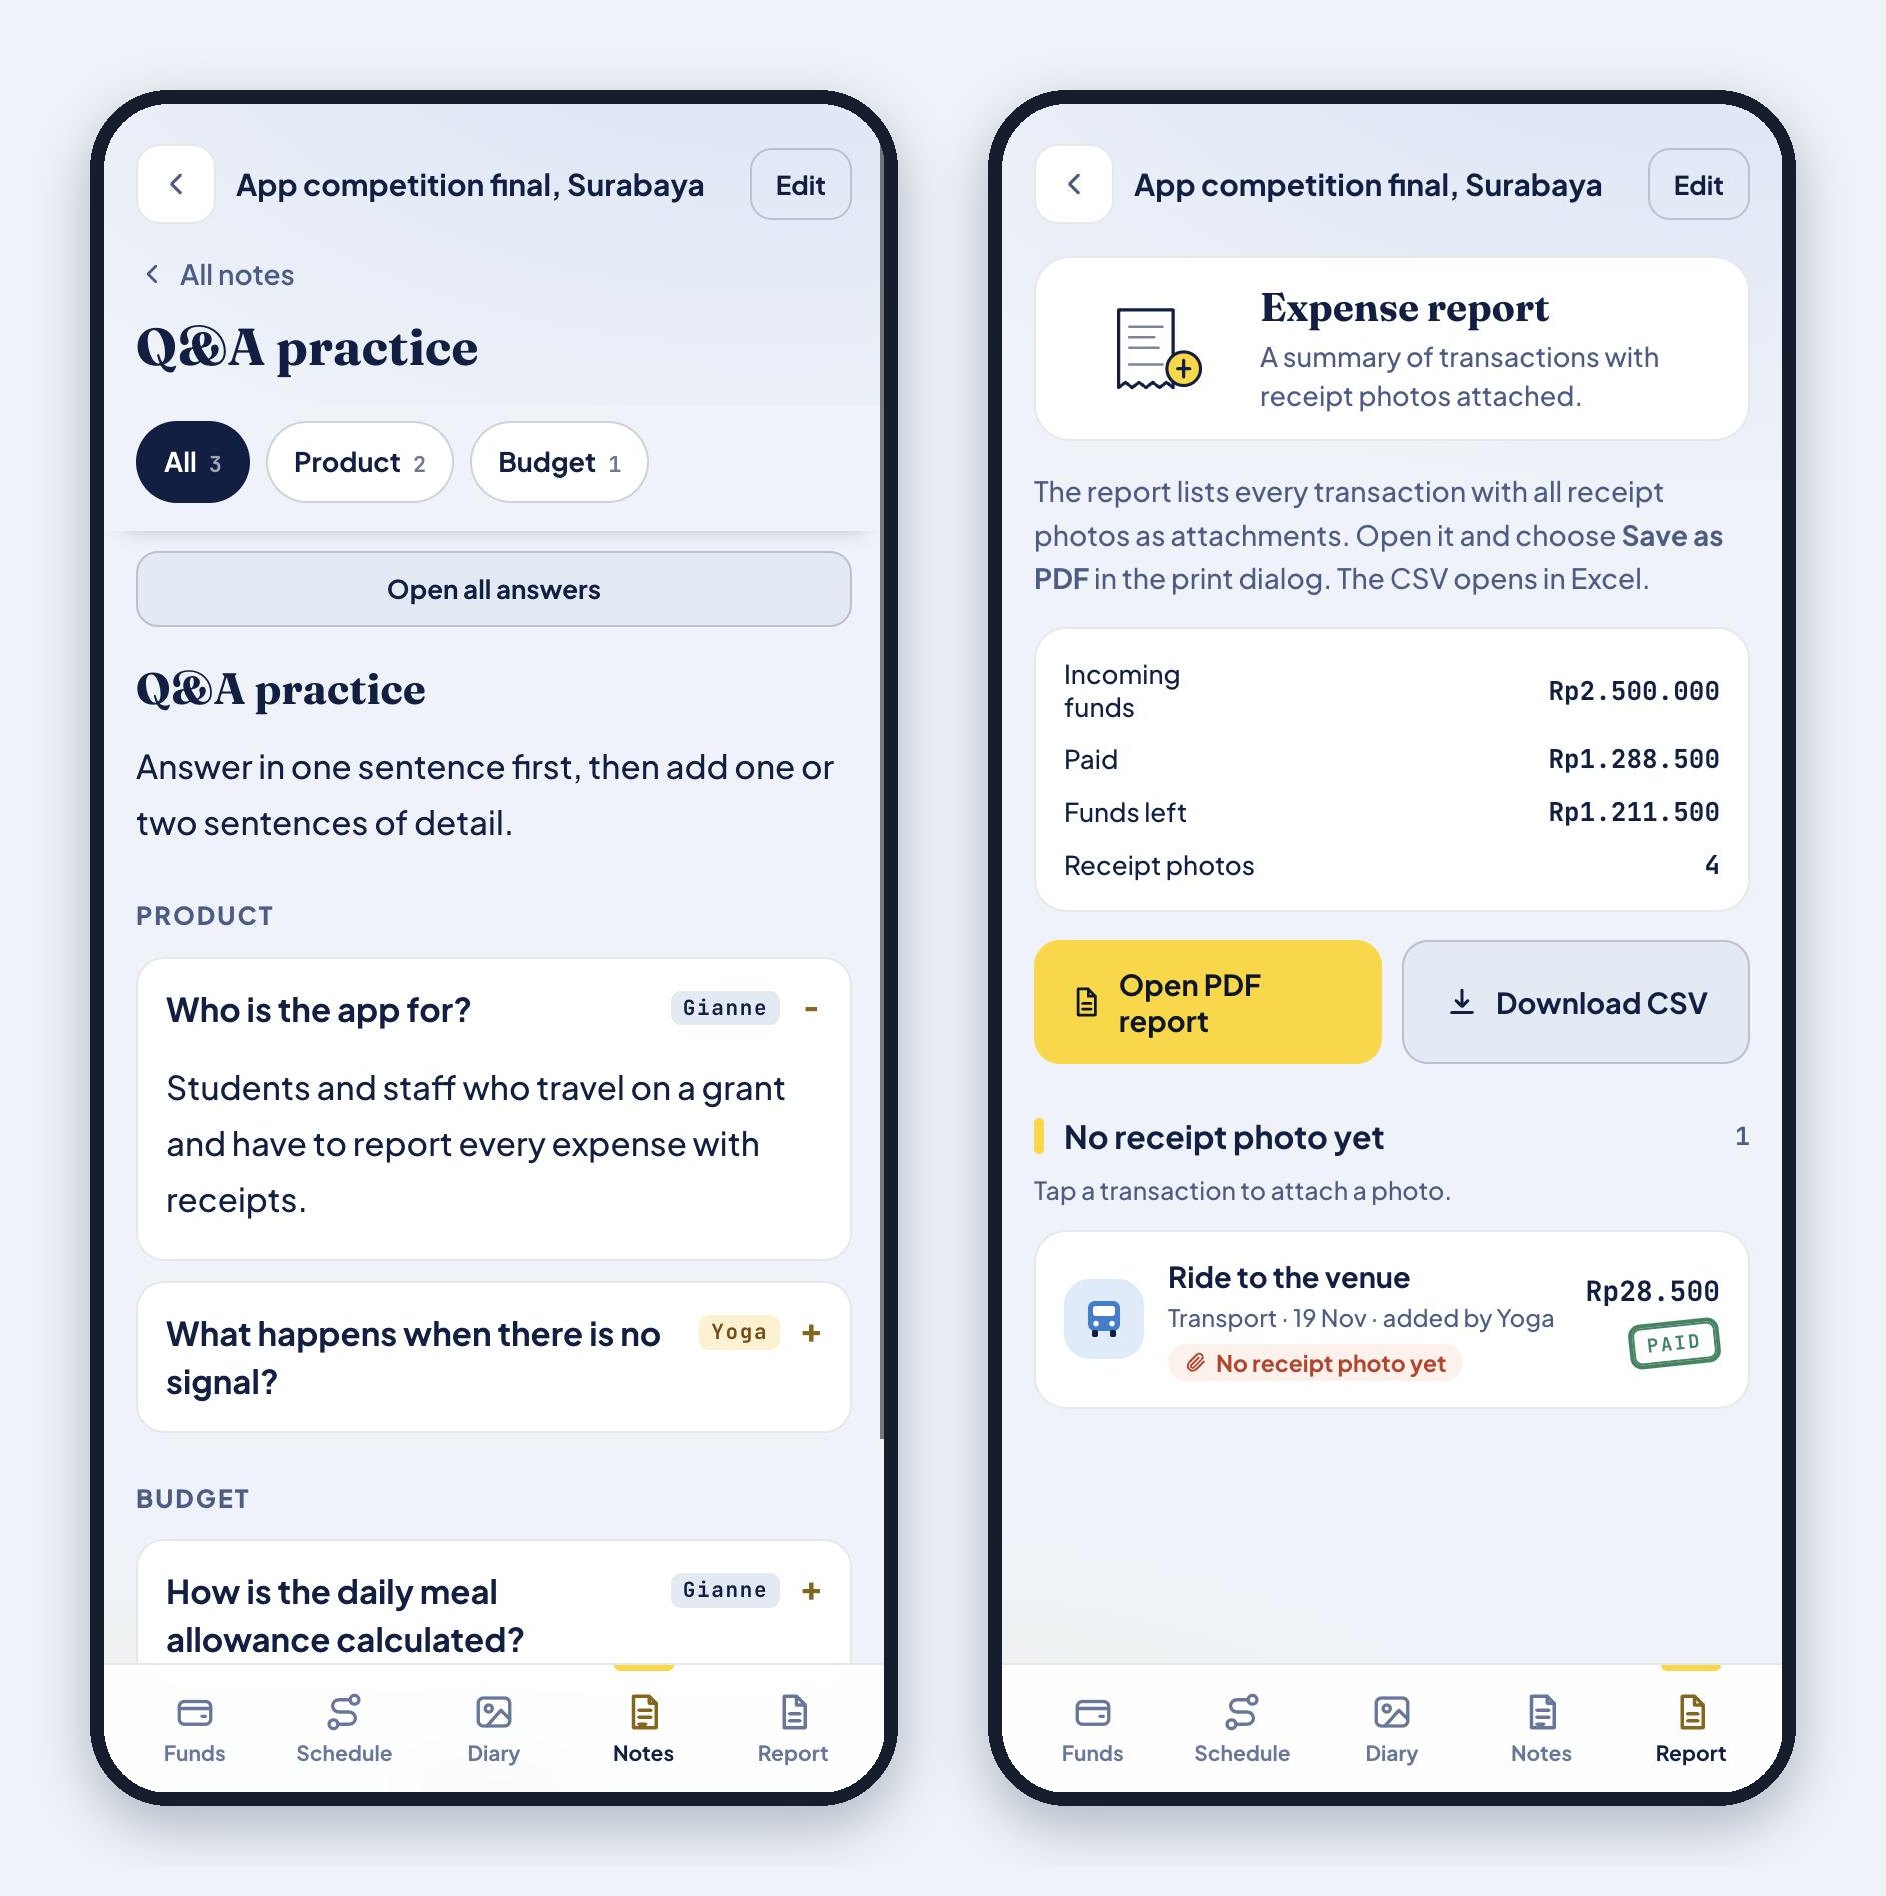 App competition final, Surabaya
Edit
All notes
Q&A practice
All 3
Product 2
Budget 1
Open all answers
Q&A practice
Answer in one sentence first, then add one or
two sentences of detail.
PRODUCT
Who is the app for?
Gianne
-
Students and staff who travel on a grant
and have to report every expense with
receipts.
What happens when there is no
signal?
Yoga
+
BUDGET
How is the daily meal
allowance calculated?
Gianne
+
Funds
Schedule
Diary
Notes
Report
App competition final, Surabaya
Edit
Expense report
A summary of transactions with
receipt photos attached.
The report lists every transaction with all receipt
photos as attachments. Open it and choose Save as
PDF in the print dialog. The CSV opens in Excel.
Incoming
funds
Rp2.500.000
Paid
Rp1.288.500
Funds left
Rp1.211.500
Receipt photos
4
Open PDF
report
Download CSV
No receipt photo yet
1
Tap a transaction to attach a photo.
Ride to the venue
Transport · 19 Nov · added by Yoga
No receipt photo yet
Rp28.500
PAID
Funds
Schedule
Diary
Notes
Report